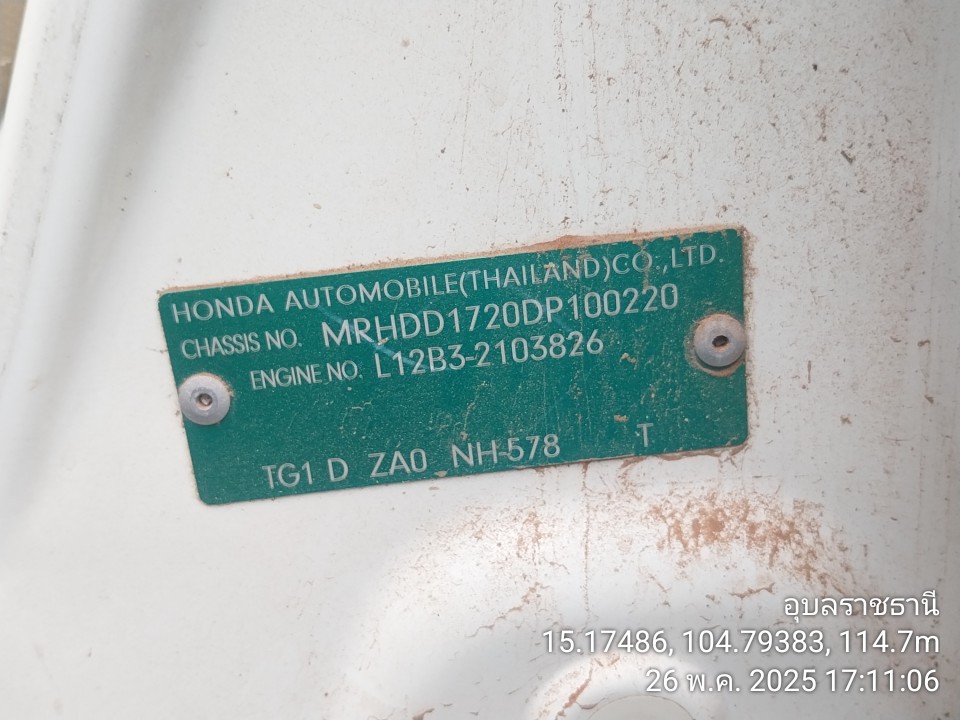 HONDA AUTOMOBILE(THAILAND)CO.,LTD.
CHASSIS NO. MRHDD1720DP100220
ENGINE NO. L12B3-2103826
TG1 D ZA0 NH-578 T
อุบลราชธานี
15.17486, 104.79383, 114.7m
26 พ.ค. 2025 17:11:06